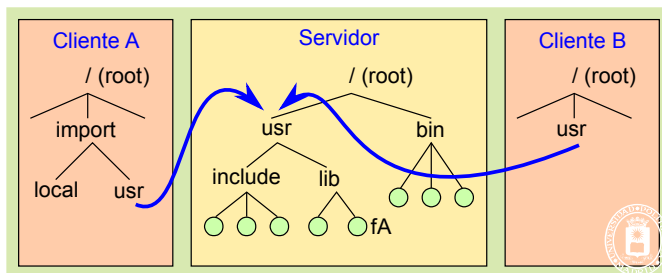 Cliente A
/ (root)
import
local usr
Servidor
/ (root)
usr bin
include lib
fA
Cliente B
/ (root)
usr